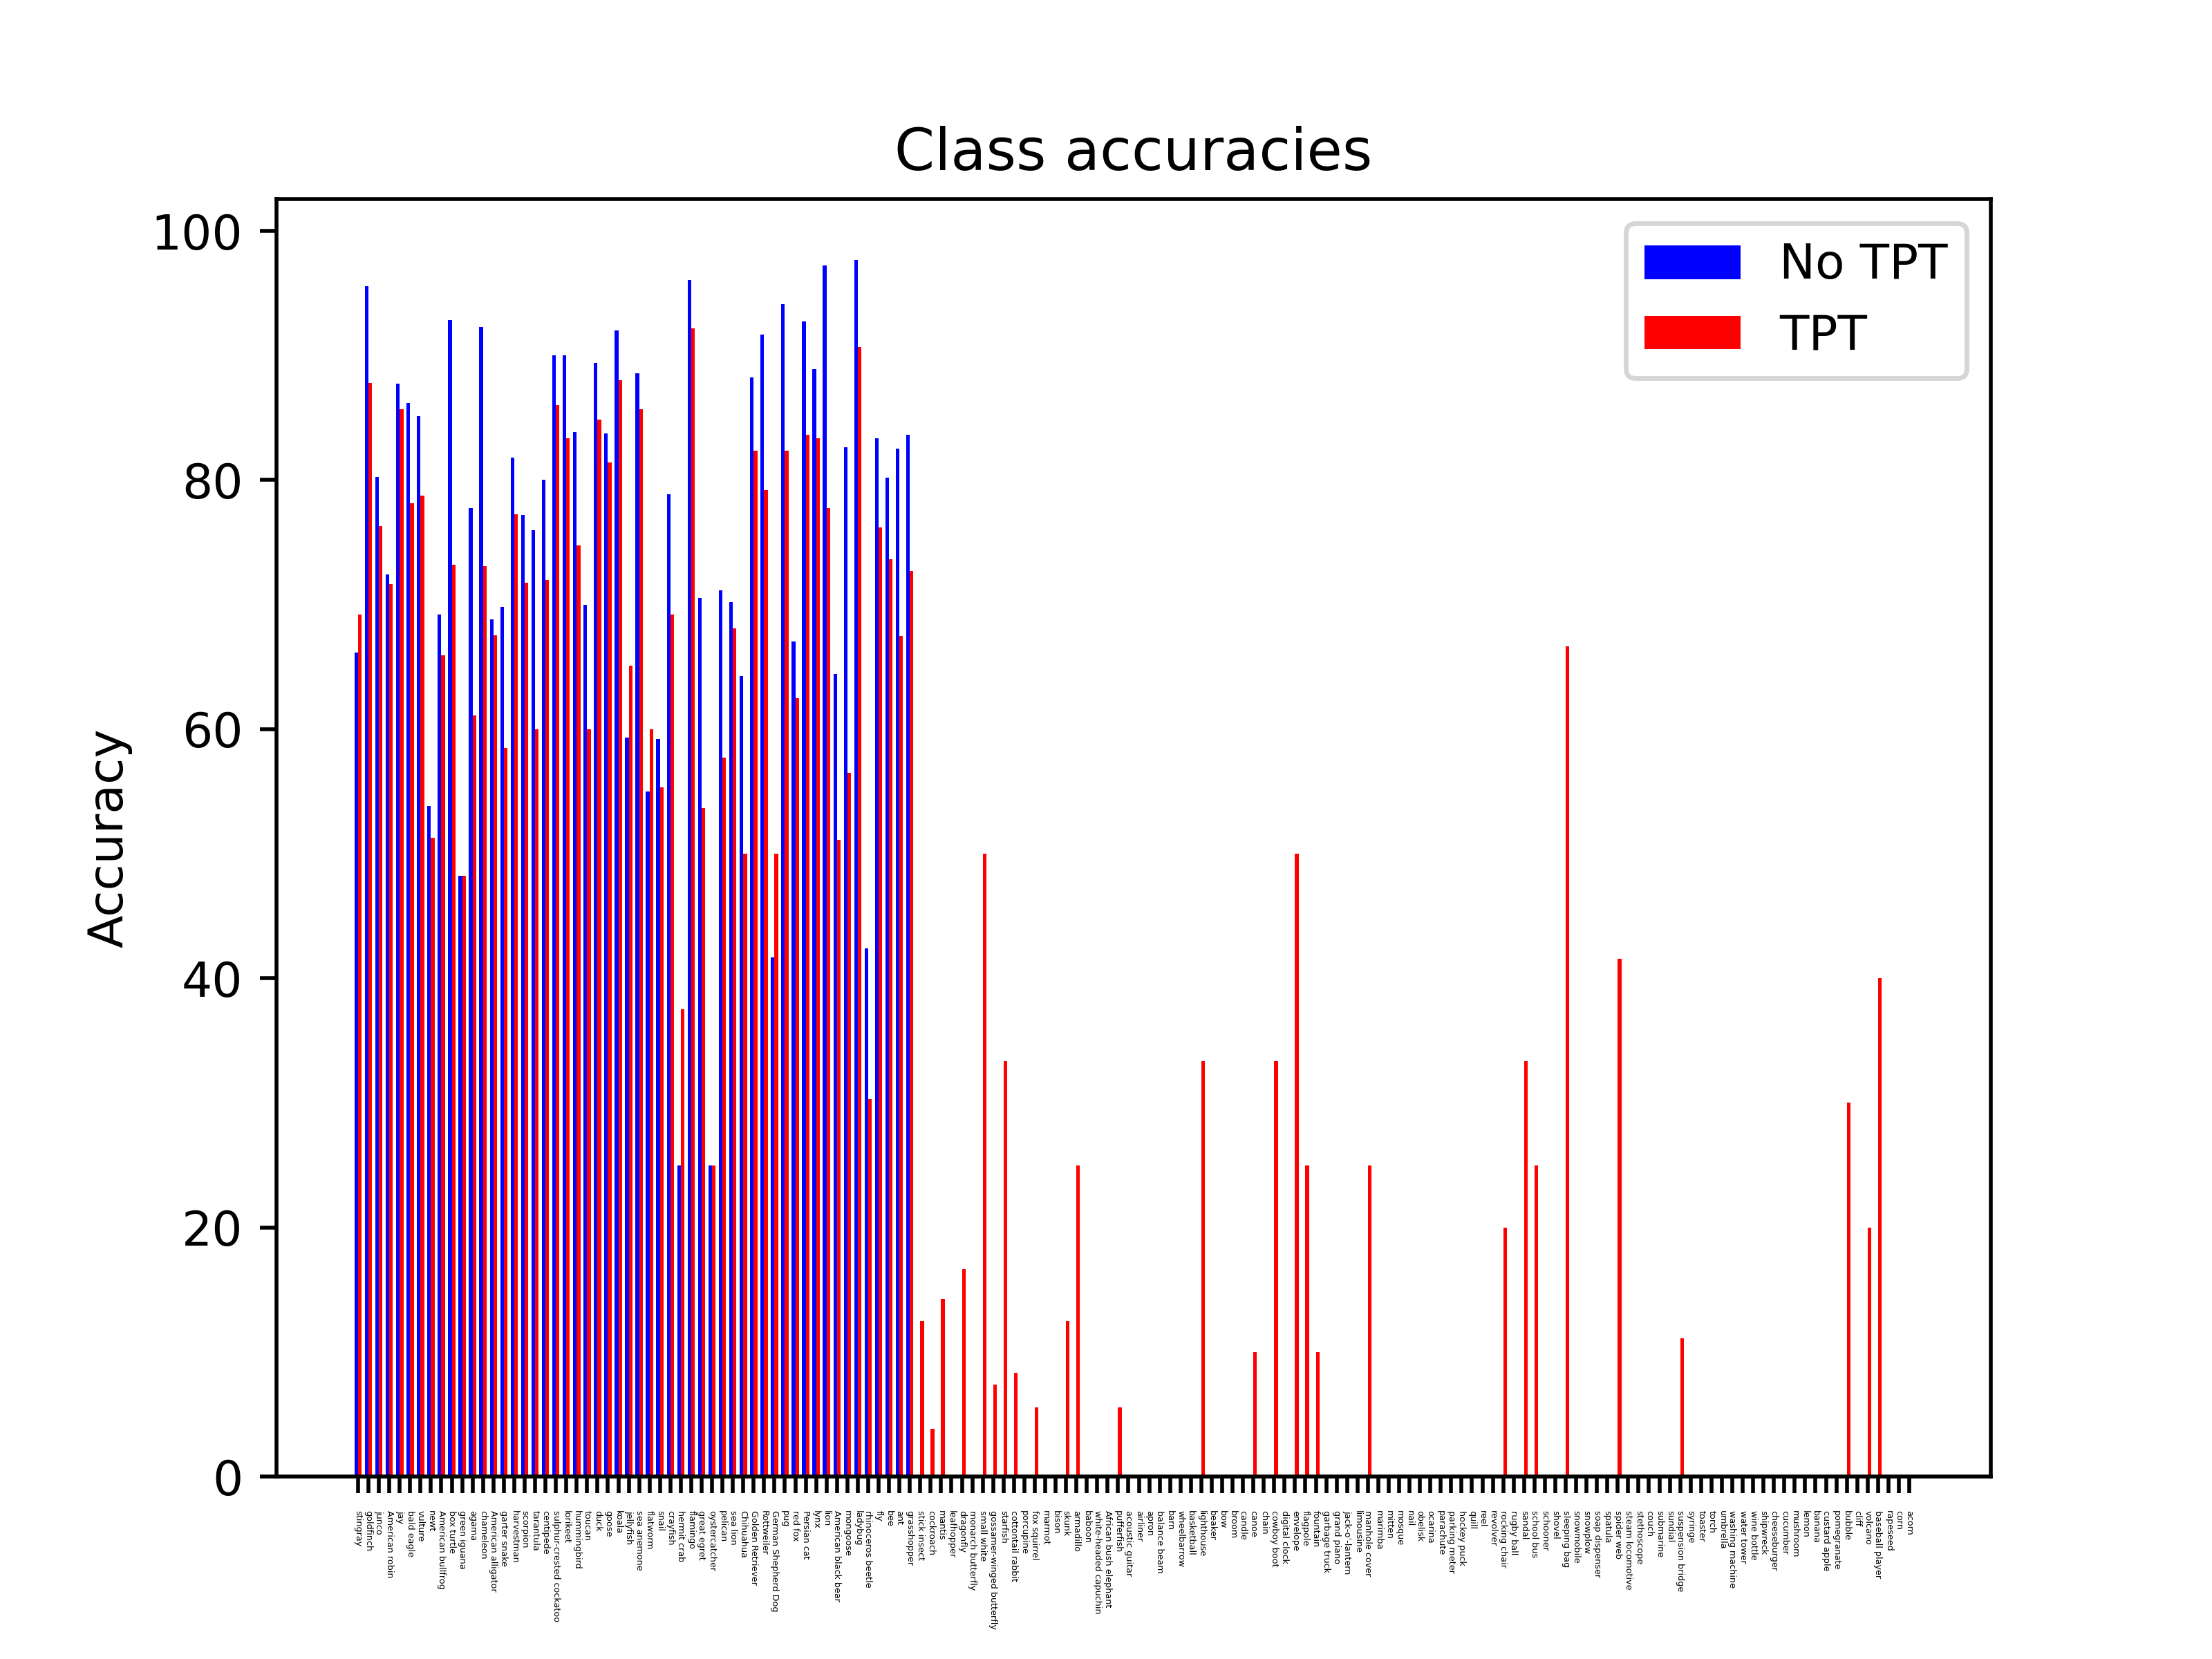 Class accuracies
No TPT
TPT
Accuracy
100
80
60
40
20
0
stingray
goldfinch
junco
American robin
jay
bald eagle
vulture
newt
American bullfrog
box turtle
green iguana
agama
chameleon
American alligator
garter snake
harvestman
scorpion
tarantula
centipede
sulphur-crested cockatoo
lorikeet
hummingbird
toucan
duck
goose
koala
jellyfish
sea anemone
flatworm
snail
crayfish
hermit crab
flamingo
great egret
oystercatcher
pelican
sea lion
Chihuahua
Golden Retriever
Rottweiler
German Shepherd Dog
pug
red fox
Persian cat
lynx
lion
American black bear
mongoose
ladybug
rhinoceros beetle
fly
bee
ant
grasshopper
stick insect
cockroach
mantis
leafhopper
dragonfly
monarch butterfly
small white
gossamer-winged butterfly
starfish
cottontail rabbit
porcupine
fox squirrel
marmot
bison
skunk
armadillo
baboon
white-headed capuchin
African bush elephant
pufferfish
acoustic guitar
airliner
apron
balance beam
barn
wheelbarrow
basketball
lighthouse
beaker
bow
broom
candle
canoe
chain
cowboy boot
digital clock
envelope
flagpole
fountain
garbage truck
grand piano
jack-o'-lantern
limousine
manhole cover
marimba
mitten
mosque
nail
obelisk
ocarina
parachute
parking meter
hockey puck
quill
reel
revolver
rocking chair
rugby ball
sandal
school bus
schooner
shovel
sleeping bag
snowmobile
snowplow
soap dispenser
spatula
spider web
steam locomotive
stethoscope
couch
submarine
sundial
suspension bridge
syringe
toaster
torch
umbrella
washing machine
water tower
wine bottle
shipwreck
cheeseburger
cucumber
mushroom
lemon
banana
custard apple
pomegranate
bubble
cliff
volcano
baseball player
rapeseed
corn
acorn